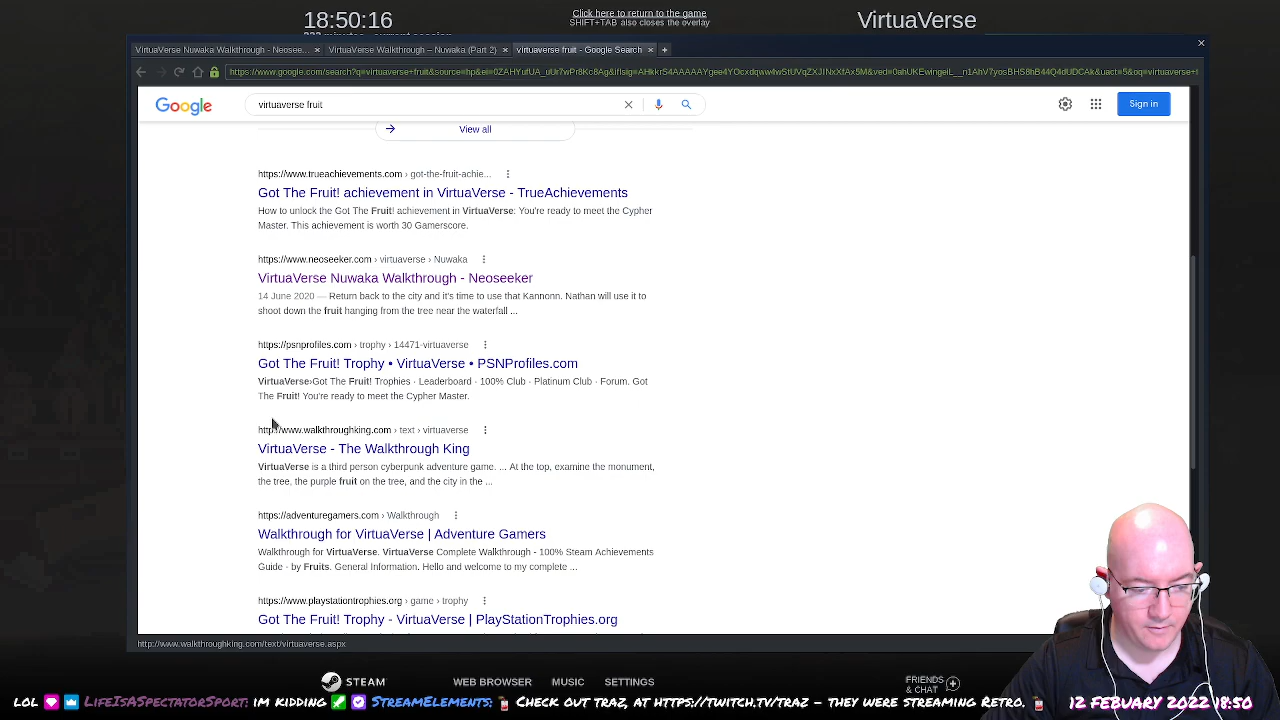 18:50:16
Click here to return to the game
SHIFT+TAB also closes the overlay
VirtuaVerse
VirtuaVerse Nuwaka Walkthrough - Neosee...
VirtuaVerse Walkthrough – Nuwaka (Part 2)
virtuaverse fruit - Google Search
Google
virtuaverse fruit
Sign in
View all
https://www.trueachievements.com › got-the-fruit-achie...
Got The Fruit! achievement in VirtuaVerse - TrueAchievements
How to unlock the Got The Fruit! achievement in VirtuaVerse: You're ready to meet the Cypher
Master. This achievement is worth 30 Gamerscore.
https://www.neoseeker.com › virtuaverse › Nuwaka
VirtuaVerse Nuwaka Walkthrough - Neoseeker
14 June 2020 — Return back to the city and it's time to use that Kannonn. Nathan will use it to
shoot down the fruit hanging from the tree near the waterfall ...
https://psnprofiles.com › trophy › 14471-virtuaverse
Got The Fruit! Trophy • VirtuaVerse • PSNProfiles.com
VirtuaVerse›Got The Fruit! Trophies · Leaderboard · 100% Club · Platinum Club · Forum. Got
The Fruit! You're ready to meet the Cypher Master.
http://www.walkthroughking.com › text › virtuaverse
VirtuaVerse - The Walkthrough King
VirtuaVerse is a third person cyberpunk adventure game. ... At the top, examine the monument,
the tree, the purple fruit on the tree, and the city in the ...
https://adventuregamers.com › Walkthrough
Walkthrough for VirtuaVerse | Adventure Gamers
Walkthrough for VirtuaVerse. VirtuaVerse Complete Walkthrough - 100% Steam Achievements
Guide · by Fruits. General Information. Hello and welcome to my complete ...
https://www.playstationtrophies.org › game › trophy
Got The Fruit! Trophy - VirtuaVerse | PlayStationTrophies.org
http://www.walkthroughking.com/text/virtuaverse.aspx
STEAM
WEB BROWSER
MUSIC
SETTINGS
FRIENDS
& CHAT
LOL LifeIsASpectatorSport: im kidding StreamElements: Check out traz, at https://twitch.tv/traz - they were streaming Retro. 12 Febuary 2022 18:50